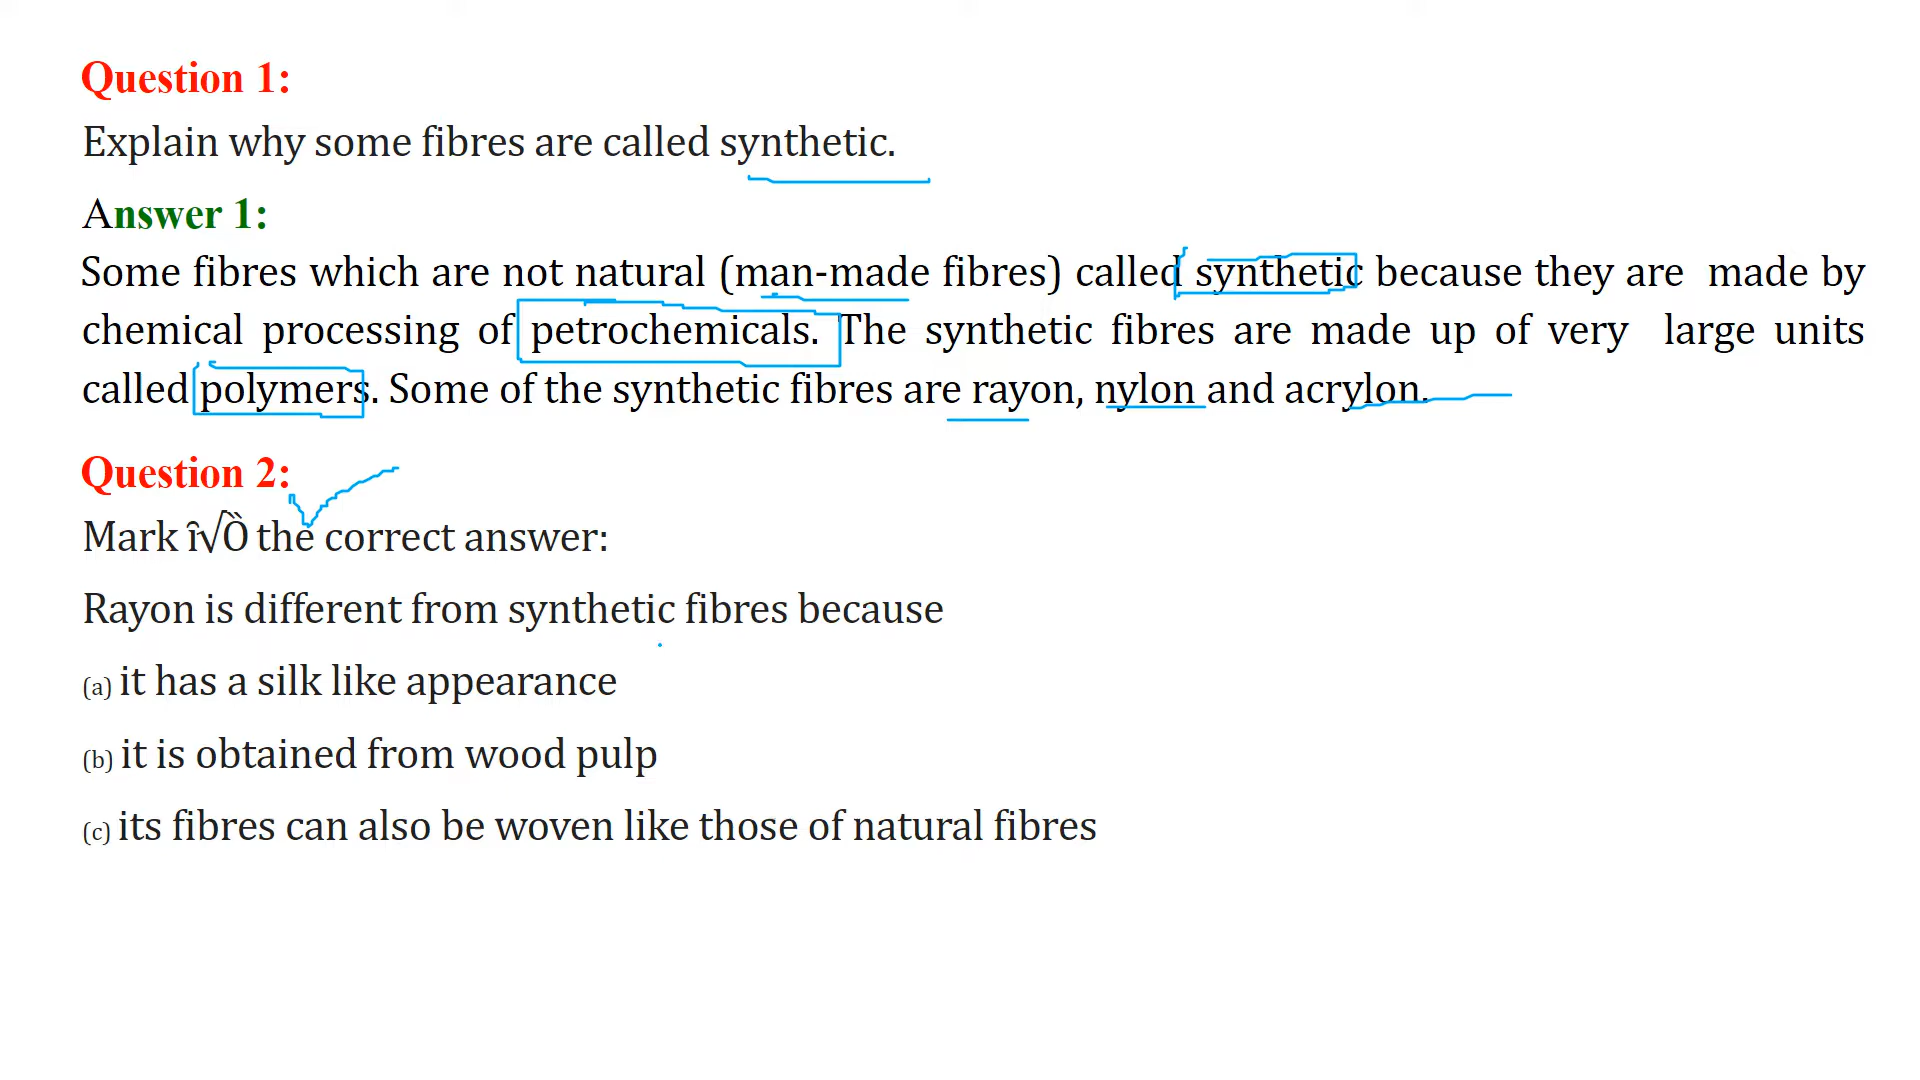 Question 1:
Explain why some fibres are called synthetic.
Answer 1:
Some fibres which are not natural (man-made fibres) called synthetic because they are made by
chemical processing of petrochemicals. The synthetic fibres are made up of very large units
called polymers. Some of the synthetic fibres are rayon, nylon and acrylon.
Question 2:
Mark ȋ√Ȍ the correct answer:
Rayon is different from synthetic fibres because
(a) it has a silk like appearance
(b) it is obtained from wood pulp
(c) its fibres can also be woven like those of natural fibres